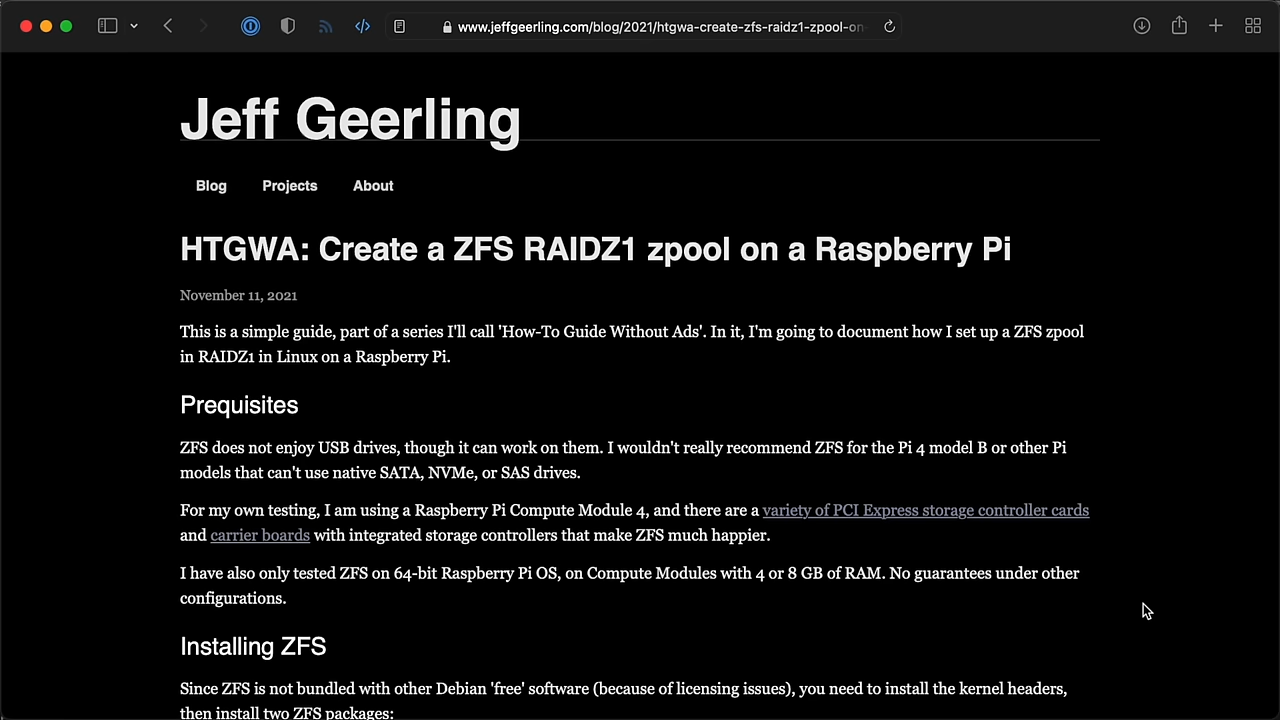 www.jeffgeerling.com/blog/2021/htgwa-create-zfs-raidz1-zpool-on-
Jeff Geerling
Blog Projects About
HTGWA: Create a ZFS RAIDZ1 zpool on a Raspberry Pi
November 11, 2021
This is a simple guide, part of a series I'll call 'How-To Guide Without Ads'. In it, I'm going to document how I set up a ZFS zpool
in RAIDZ1 in Linux on a Raspberry Pi.
Prequisites
ZFS does not enjoy USB drives, though it can work on them. I wouldn't really recommend ZFS for the Pi 4 model B or other Pi
models that can't use native SATA, NVMe, or SAS drives.
For my own testing, I am using a Raspberry Pi Compute Module 4, and there are a variety of PCI Express storage controller cards
and carrier boards with integrated storage controllers that make ZFS much happier.
I have also only tested ZFS on 64-bit Raspberry Pi OS, on Compute Modules with 4 or 8 GB of RAM. No guarantees under other
configurations.
Installing ZFS
Since ZFS is not bundled with other Debian 'free' software (because of licensing issues), you need to install the kernel headers,
then install two ZFS packages: